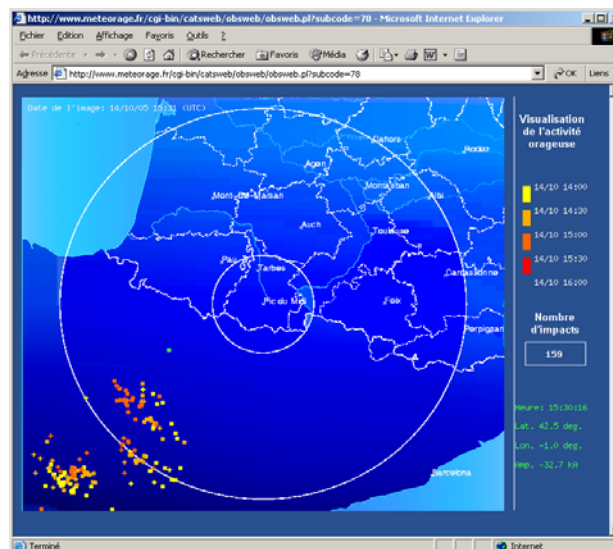 http://www.meteorage.fr/cgi-bin/catsweb/obsweb/obsweb.pl?subcode=78 - Microsoft Internet Explorer
Fichier Edition Affichage Favoris Outils ?
Précédente Rechercher Favoris Média
Adresse http://www.meteorage.fr/cgi-bin/catsweb/obsweb/obsweb.pl?subcode=78 OK Liens
Date de l'image: 14/10/05 15:31 (UTC)
Visualisation
de l'activité
orageuse
Cahors
Rodez
Agen
Montauban
Mont-De-Marsan
Albi
14/10 14:00
14/10 14:30
14/10 15:00
14/10 15:30
14/10 16:00
Auch
Toulouse
Pau
Tarbes
Carcassonne
Pic du Midi
Foix
Perpignan
Nombre
d'impacts
159
Heure: 15:30:16
Lat. 42.5 deg.
Lon. -1.0 deg.
Amp. -32.7 kA
Barcelona
Terminé
Internet